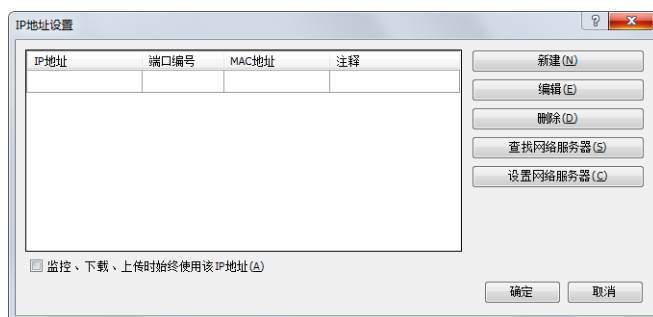 IP地址设置
IP地址 端口编号 MAC地址 注释
新建(N)
编辑(E)
删除(D)
查找网络服务器(S)
设置网络服务器(C)
监控、下载、上传时始终使用该IP地址(A)
确定 取消